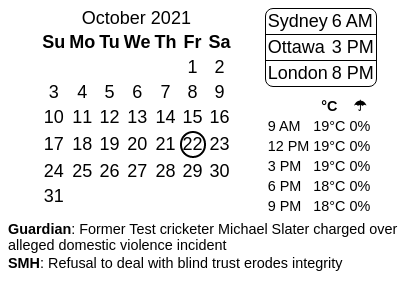 October 2021
Su Mo Tu We Th Fr Sa
1 2
3 4 5 6 7 8 9
10 11 12 13 14 15 16
17 18 19 20 21 22 23
24 25 26 27 28 29 30
31
Sydney 6 AM
Ottawa 3 PM
London 8 PM
°C ☂
9 AM 19°C 0%
12 PM 19°C 0%
3 PM 19°C 0%
6 PM 18°C 0%
9 PM 18°C 0%
Guardian: Former Test cricketer Michael Slater charged over
alleged domestic violence incident
SMH: Refusal to deal with blind trust erodes integrity